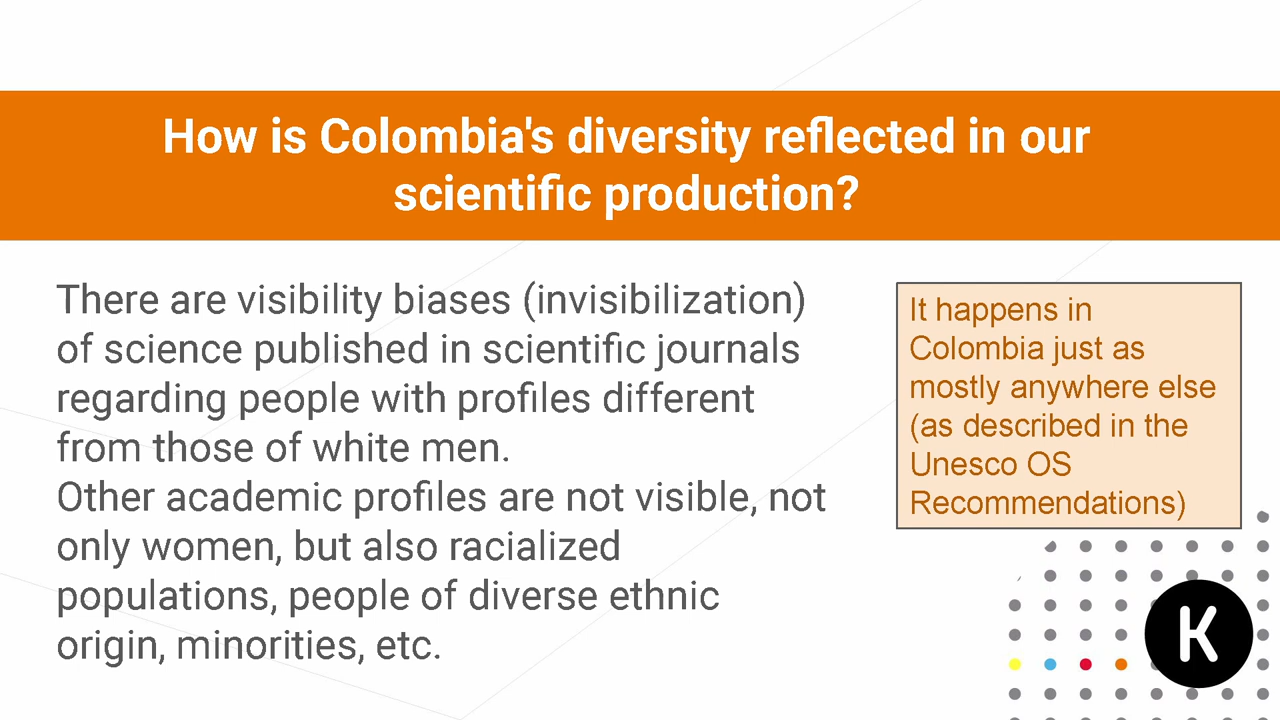 How is Colombia's diversity reflected in our
scientific production?
There are visibility biases (invisibilization)
of science published in scientific journals
regarding people with profiles different
from those of white men.
Other academic profiles are not visible, not
only women, but also racialized
populations, people of diverse ethnic
origin, minorities, etc.
It happens in
Colombia just as
mostly anywhere else
(as described in the
Unesco OS
Recommendations)
K